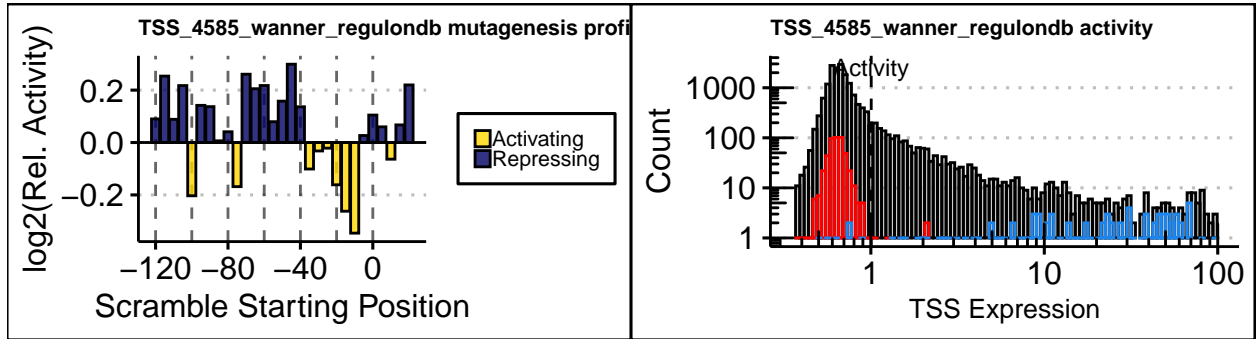 TSS_4585_wanner_regulondb mutagenesis profi
log2(Rel. Activity)
0.2
0.0
−0.2
−120
−80
−40
0
Scramble Starting Position
Activating
Repressing
TSS_4585_wanner_regulondb activity
Activity
Count
1000
100
10
1
1
10
100
TSS Expression